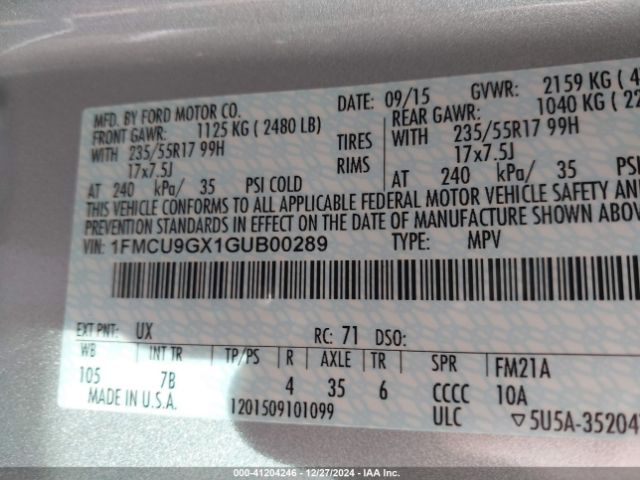 MFD. BY FORD MOTOR CO.
DATE: 09/15
GVWR: 2159 KG
FRONT GAWR: 1125 KG ( 2480 LB)
REAR GAWR: 1040 KG
WITH 235/55R17 99H
TIRES
WITH 235/55R17 99H
17x7.5J
RIMS
17x7.5J
AT 240 kPa/ 35 PSI COLD
AT 240 kPa/ 35 PSI
THIS VEHICLE CONFORMS TO ALL APPLICABLE FEDERAL MOTOR VEHICLE SAFETY AND
PREVENTION STANDARDS IN EFFECT ON THE DATE OF MANUFACTURE SHOWN ABOVE
VIN: 1FMCU9GX1GUB00289
TYPE: MPV
EXT PNT: UX
RC: 71 DSO:
WB INT TR TP/PS R AXLE TR SPR FM21A
105 7B 4 35 6 CCCC 10A
MADE IN U.S.A. 1201509101099 ULC ▽5U5A-35204
000-41204246 - 12/27/2024 - IAA Inc.